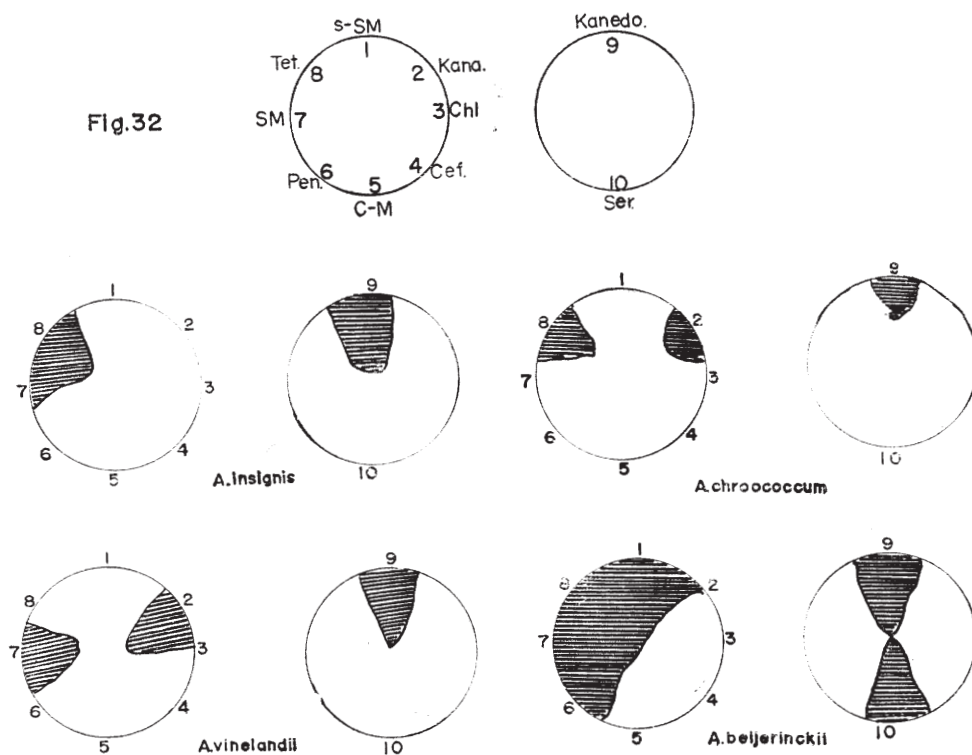 Fig.32
s-SM
1
Tet. 8
2 Kana.
SM 7
3 Chl
Pen. 6
4 Cef.
5
C-M
Kanedo.
9
10
Ser.
1
8 2
7 3
6 4
5
9
10
A.insignis
1
8 2
7 3
6 4
5
9
10
A.chroococcum
1
8 2
7 3
6 4
5
9
10
A.vinelandii
1
8 2
7 3
6 4
5
9
10
A.beijerinckii